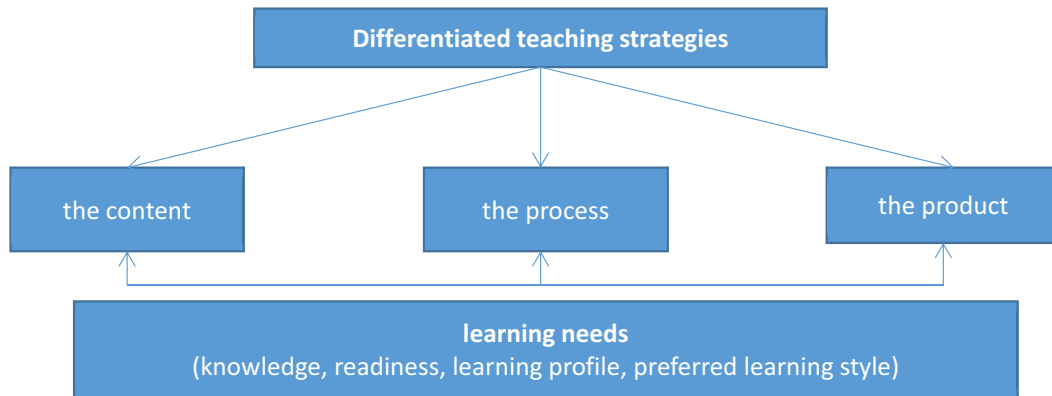 Differentiated teaching strategies
the content
the process
the product
learning needs
(knowledge, readiness, learning profile, preferred learning style)